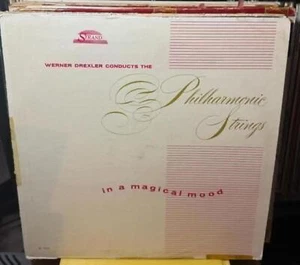 STRAND
WERNER DREXLER CONDUCTS THE
Philharmonic
Strings
in a magical mood